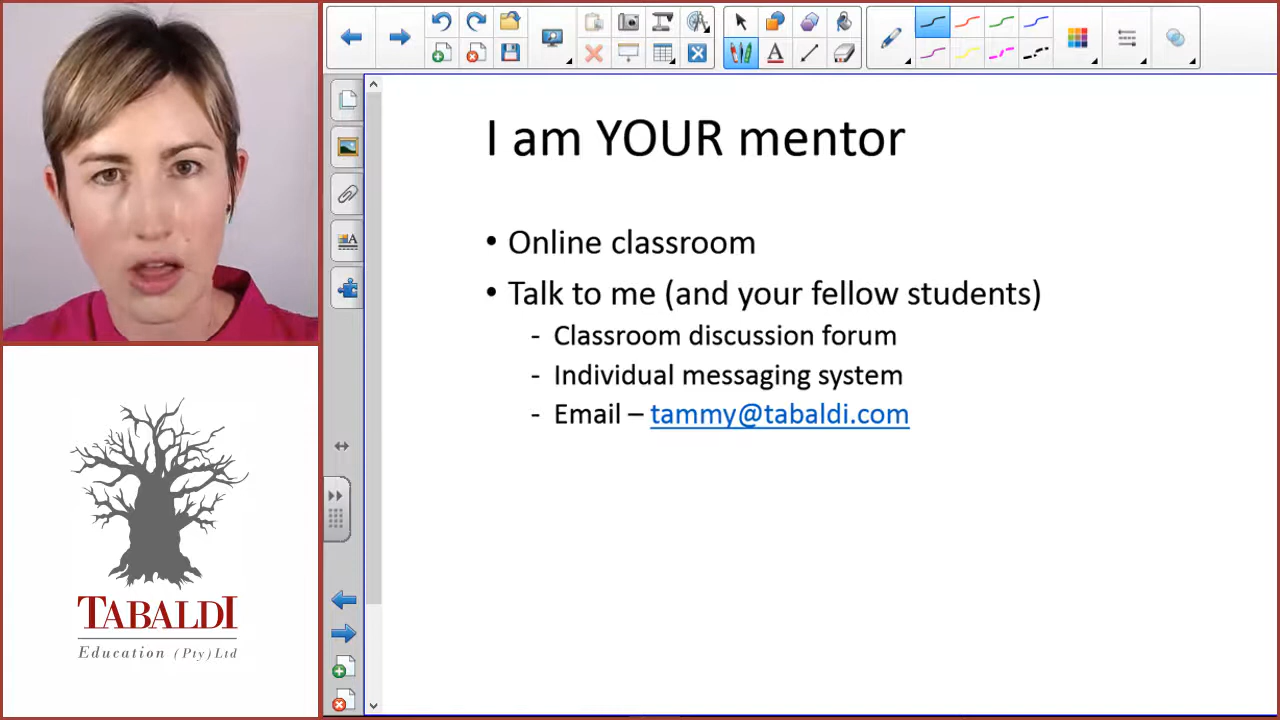 I am YOUR mentor
• Online classroom
• Talk to me (and your fellow students)
- Classroom discussion forum
- Individual messaging system
- Email – tammy@tabaldi.com
TABALDI
Education (Pty) Ltd